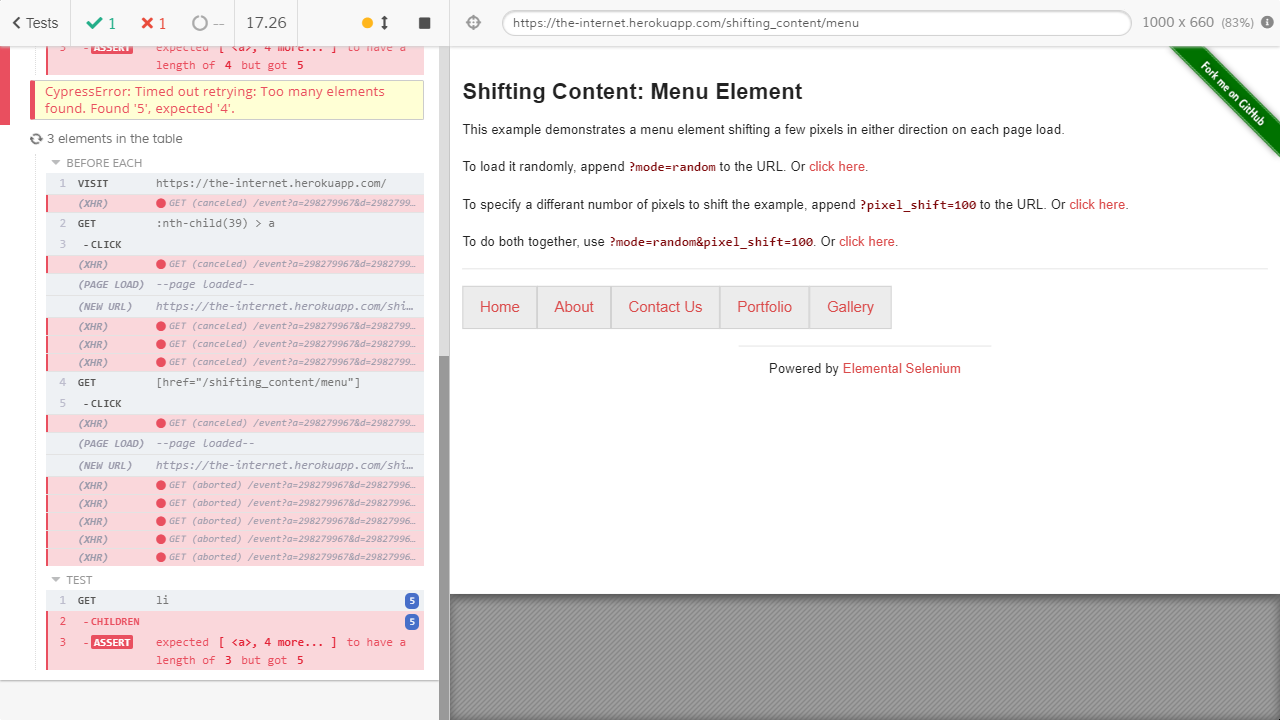 Tests
1
1
--
17.26
3 -ASSERT expected [ <a>, 4 more... ] to have a
length of 4 but got 5
CypressError: Timed out retrying: Too many elements
found. Found '5', expected '4'.
3 elements in the table
BEFORE EACH
1 VISIT https://the-internet.herokuapp.com/
(XHR) GET (canceled) /event?a=298279967&d=2982799…
2 GET :nth-child(39) > a
3 -CLICK
(XHR) GET (canceled) /event?a=298279967&d=2982799…
(PAGE LOAD) --page loaded--
(NEW URL) https://the-internet.herokuapp.com/shi…
(XHR) GET (canceled) /event?a=298279967&d=2982799…
(XHR) GET (canceled) /event?a=298279967&d=2982799…
(XHR) GET (canceled) /event?a=298279967&d=2982799…
4 GET [href="/shifting_content/menu"]
5 -CLICK
(XHR) GET (canceled) /event?a=298279967&d=2982799…
(PAGE LOAD) --page loaded--
(NEW URL) https://the-internet.herokuapp.com/shi…
(XHR) GET (aborted) /event?a=298279967&d=29827996…
(XHR) GET (aborted) /event?a=298279967&d=29827996…
(XHR) GET (aborted) /event?a=298279967&d=29827996…
(XHR) GET (aborted) /event?a=298279967&d=29827996…
(XHR) GET (aborted) /event?a=298279967&d=29827996…
TEST
1 GET li 5
2 -CHILDREN 5
3 -ASSERT expected [ <a>, 4 more... ] to have a
length of 3 but got 5
https://the-internet.herokuapp.com/shifting_content/menu
1000 x 660 (83%)
Fork me on GitHub
Shifting Content: Menu Element
This example demonstrates a menu element shifting a few pixels in either direction on each page load.
To load it randomly, append ?mode=random to the URL. Or click here.
To specify a differant numbor of pixels to shift the example, append ?pixel_shift=100 to the URL. Or click here.
To do both together, use ?mode=random&pixel_shift=100. Or click here.
Home About Contact Us Portfolio Gallery
Powered by Elemental Selenium